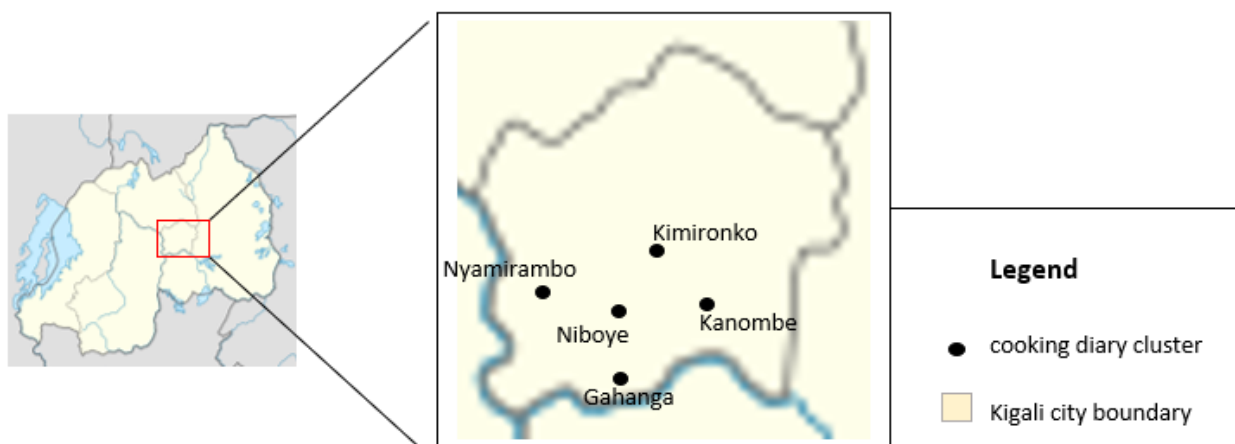 Kimironko
Nyamirambo
Niboye
Kanombe
Gahanga
Legend
cooking diary cluster
Kigali city boundary